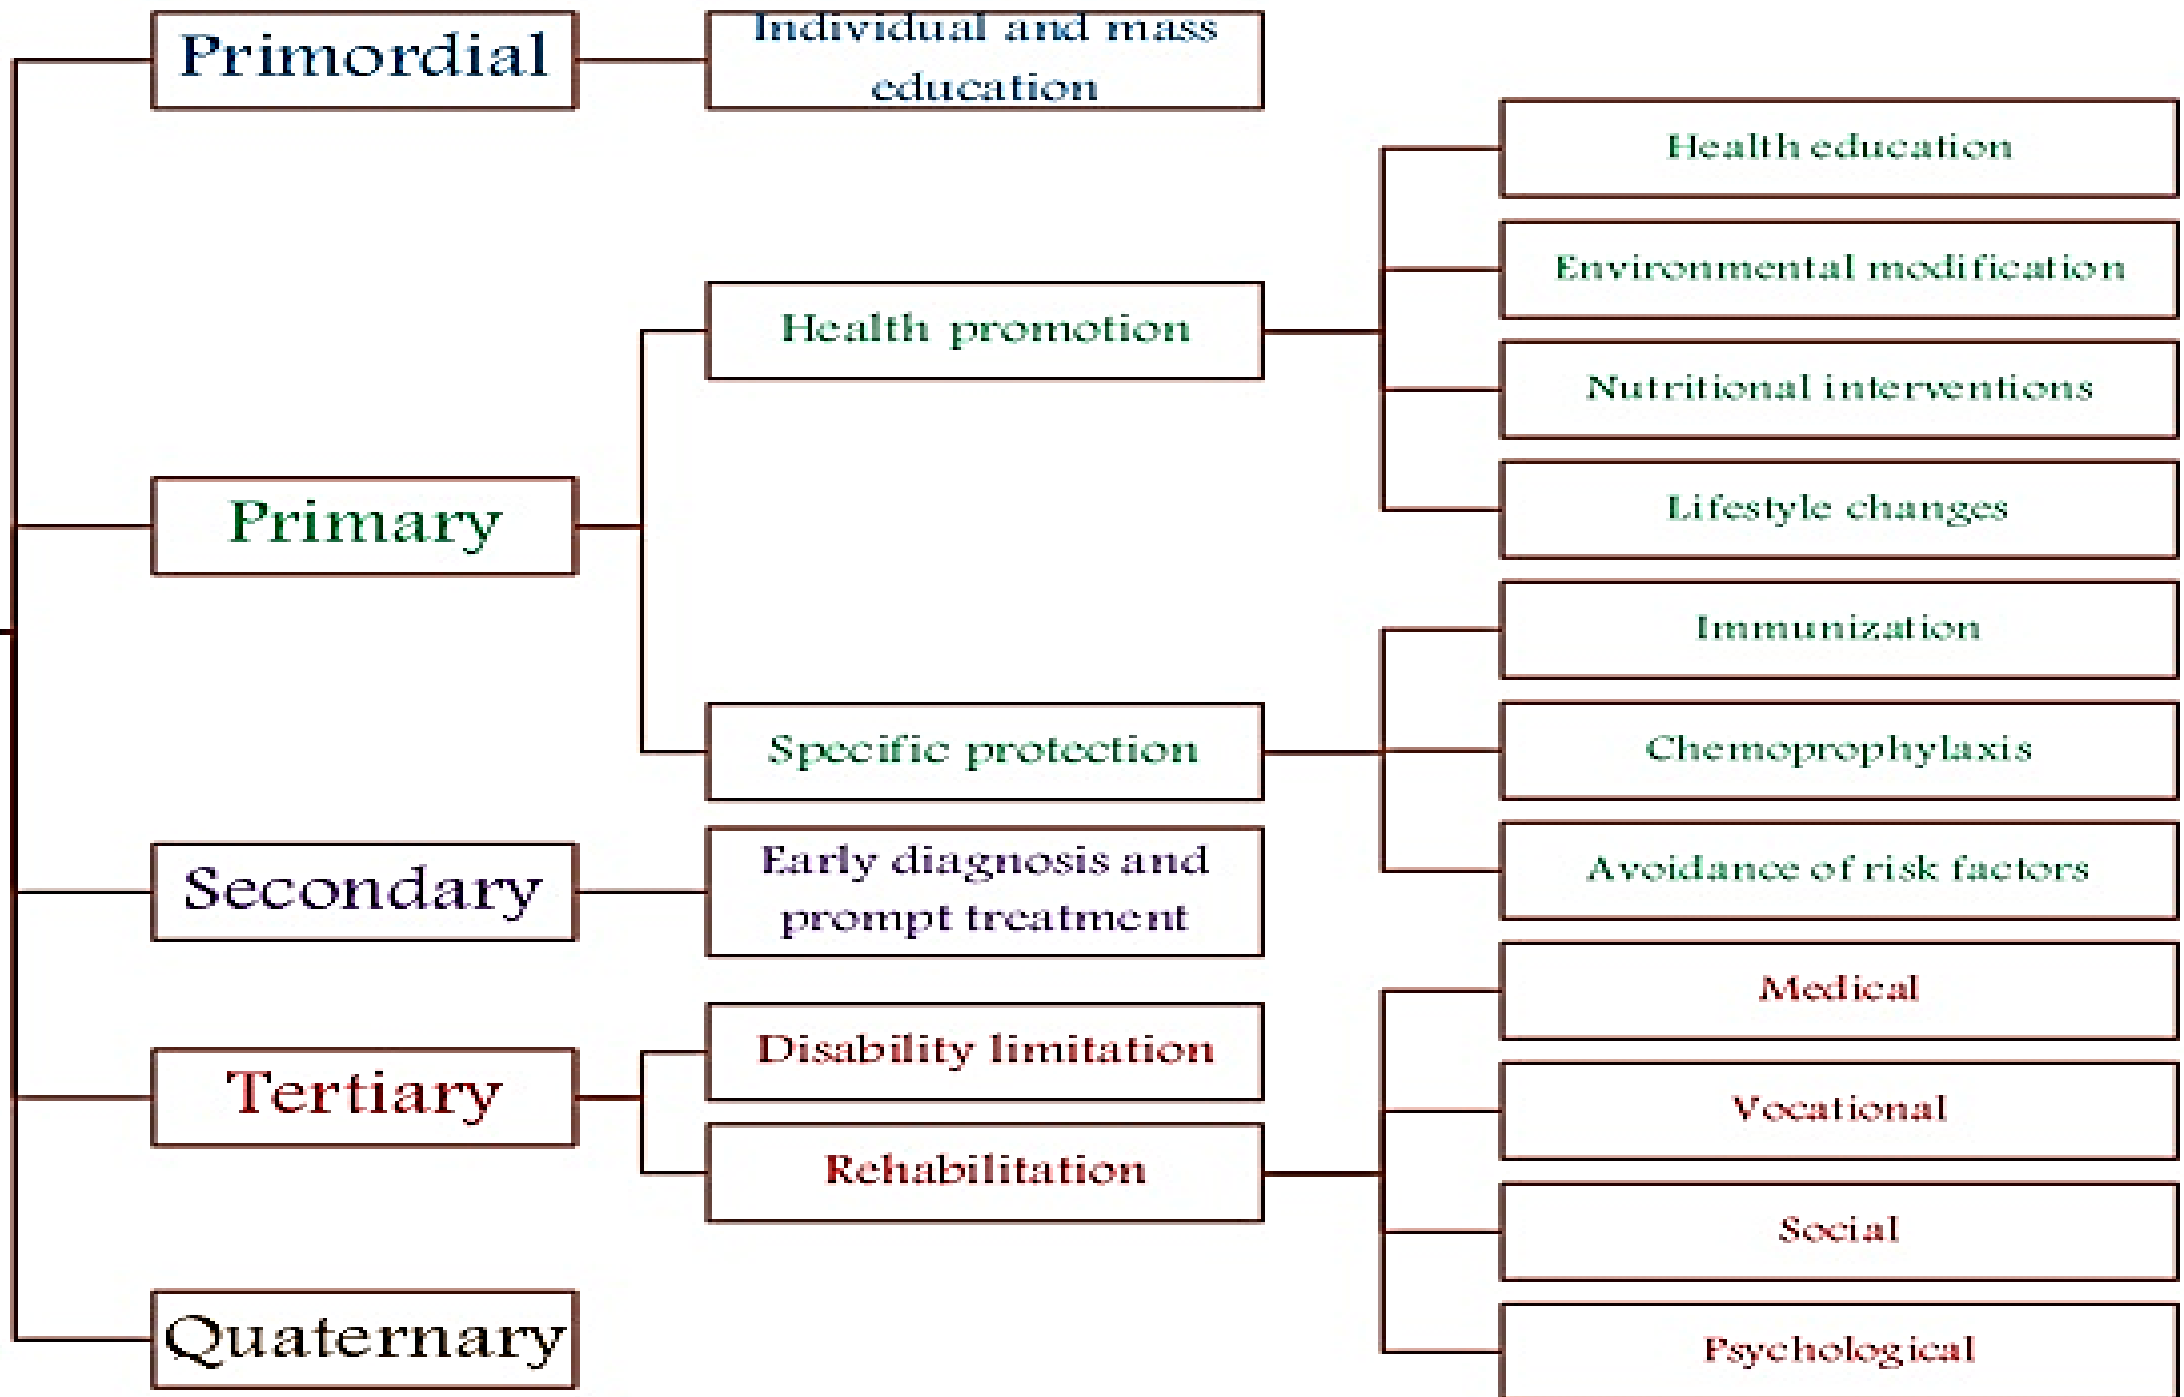 Primordial
Individual and mass
education
Health education
Environmental modification
Health promotion
Nutritional interventions
Lifestyle changes
Primary
Immunization
Specific protection
Chemoprophylaxis
Avoidance of risk factors
Secondary
Early diagnosis and
prompt treatment
Medical
Disability limitation
Tertiary
Vocational
Rehabilitation
Social
Quaternary
Psychological